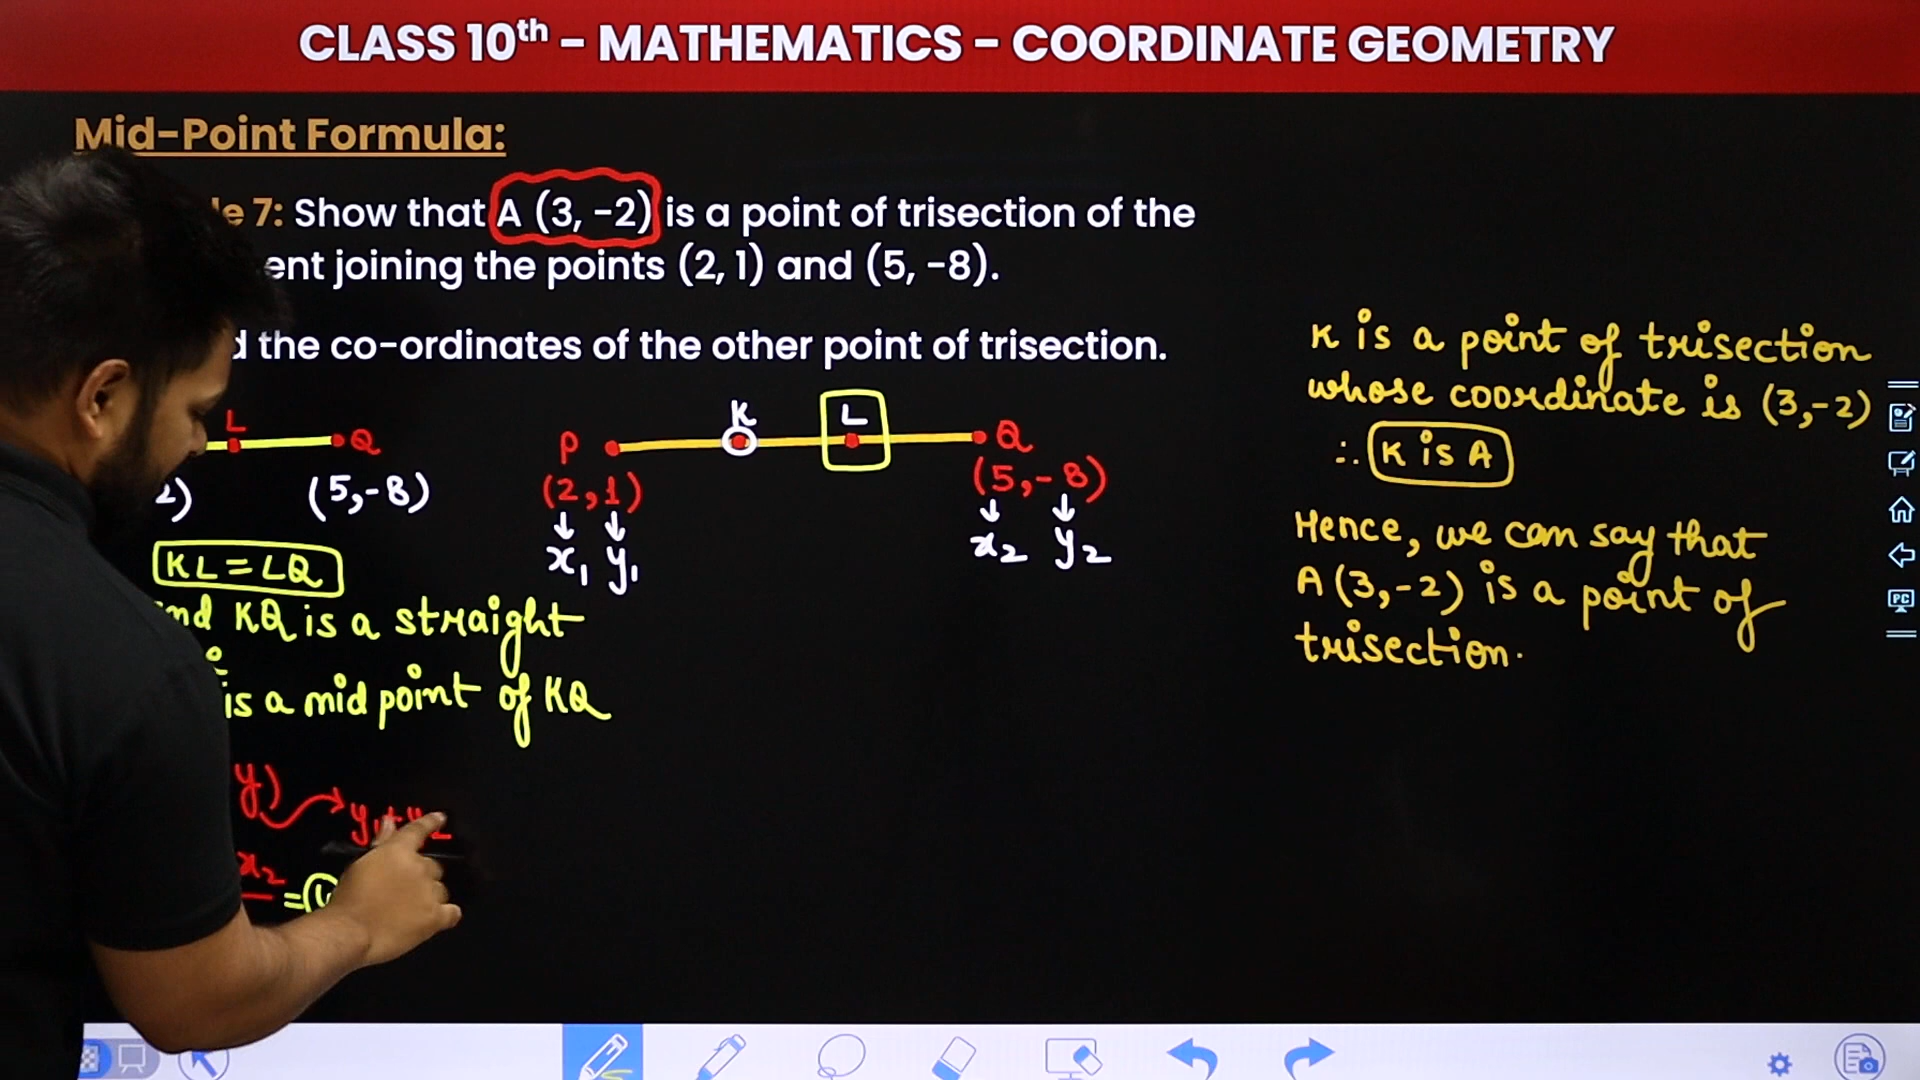 CLASS 10th - MATHEMATICS - COORDINATE GEOMETRY
Mid-Point Formula:
7: Show that A (3, -2) is a point of trisection of the
joining the points (2, 1) and (5, -8).
the co-ordinates of the other point of trisection.
L Q
(5,-8)
KL = LQ
KQ is a straight
is a mid point of KQ
y)
y1+y2
x2
=
P K L Q
(2,1) (5,-8)
x1 y1 x2 y2
K is a point of trisection
whose coordinate is (3,-2)
∴ K is A
Hence, we can say that
A (3,-2) is a point of
trisection.
PC